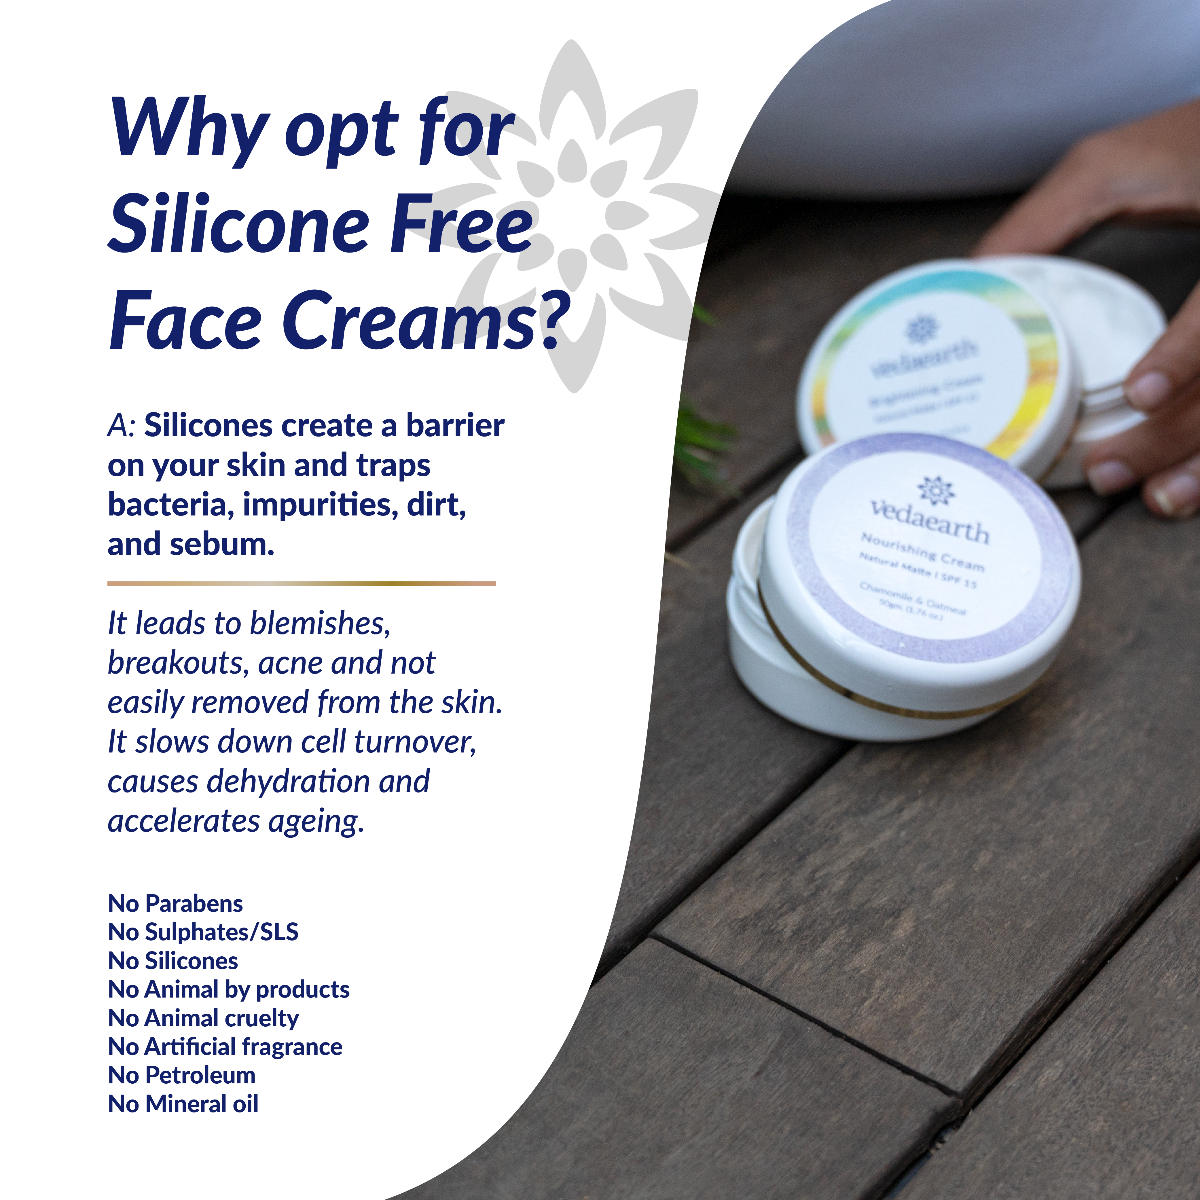 Why opt for
Silicone Free
Face Creams?
A: Silicones create a barrier
on your skin and traps
bacteria, impurities, dirt,
and sebum.
It leads to blemishes,
breakouts, acne and not
easily removed from the skin.
It slows down cell turnover,
causes dehydration and
accelerates ageing.
No Parabens
No Sulphates/SLS
No Silicones
No Animal by products
No Animal cruelty
No Artificial fragrance
No Petroleum
No Mineral oil
vedaearth
Brightening Cream
vedaearth
Nourishing Cream
Natural Matte | SPF 15
Chamomile & Oatmeal
50gm. (1.76 oz.)